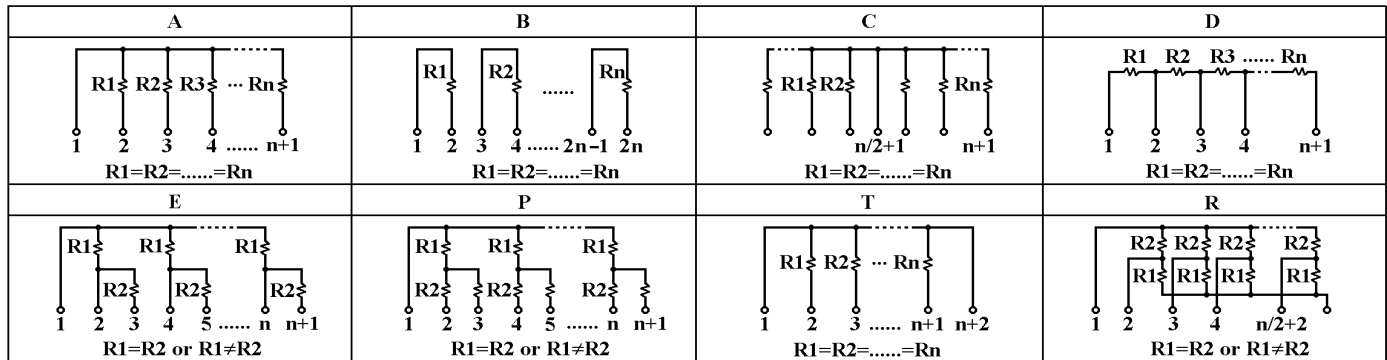 A
B
C
D
R1 R2 R3 ··· Rn
1 2 3 4 ...... n+1
R1=R2=......=Rn
R1 R2 ...... Rn
1 2 3 4 ...... 2n-1 2n
R1=R2=......=Rn
R1 R2 Rn
n/2+1 n+1
R1=R2=......=Rn
R1 R2 R3 ...... Rn
1 2 3 4 n+1
R1=R2=......=Rn
E
P
T
R
R1 R1 R1
R2 R2 R2
1 2 3 4 5 ...... n n+1
R1=R2 or R1≠R2
R1 R1 R1
R2 R2 R2
1 2 3 4 5 ...... n n+1
R1=R2 or R1≠R2
R1 R2 ··· Rn
1 2 3 ...... n+1 n+2
R1=R2=......=Rn
R2 R2 R2 R2
R1 R1 R1 R1
1 2 3 4 n/2+2
R1=R2 or R1≠R2